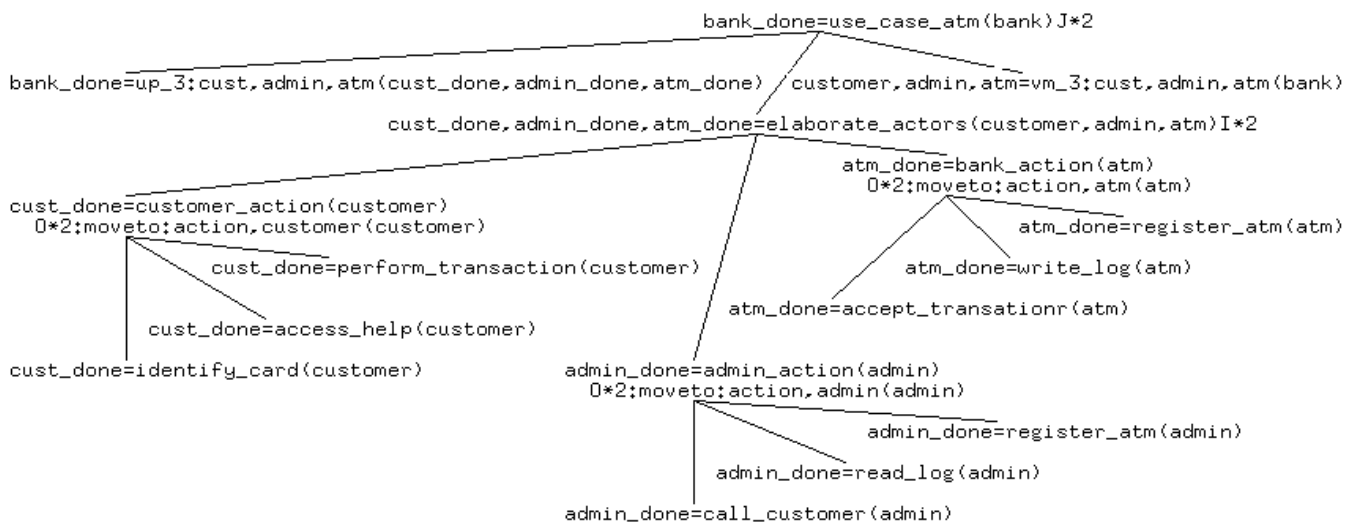 bank_done=use_case_atm(bank)J*2
bank_done=up_3:cust,admin,atm(cust_done,admin_done,atm_done)
customer,admin,atm=vm_3:cust,admin,atm(bank)
cust_done,admin_done,atm_done=elaborate_actors(customer,admin,atm)I*2
atm_done=bank_action(atm)
O*2:moveto:action,atm(atm)
cust_done=customer_action(customer)
O*2:moveto:action,customer(customer)
atm_done=register_atm(atm)
cust_done=perform_transaction(customer)
atm_done=write_log(atm)
atm_done=accept_transationr(atm)
cust_done=access_help(customer)
cust_done=identify_card(customer)
admin_done=admin_action(admin)
O*2:moveto:action,admin(admin)
admin_done=register_atm(admin)
admin_done=read_log(admin)
admin_done=call_customer(admin)